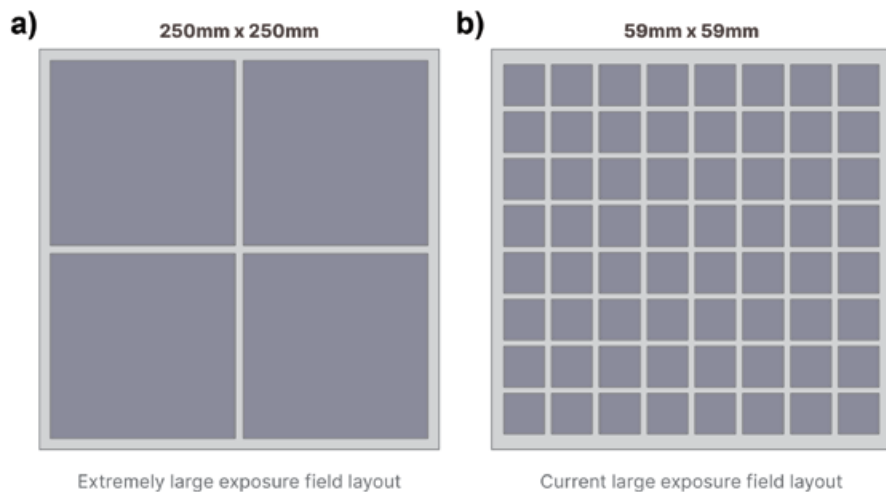 a)
250mm x 250mm
b)
59mm x 59mm
Extremely large exposure field layout
Current large exposure field layout